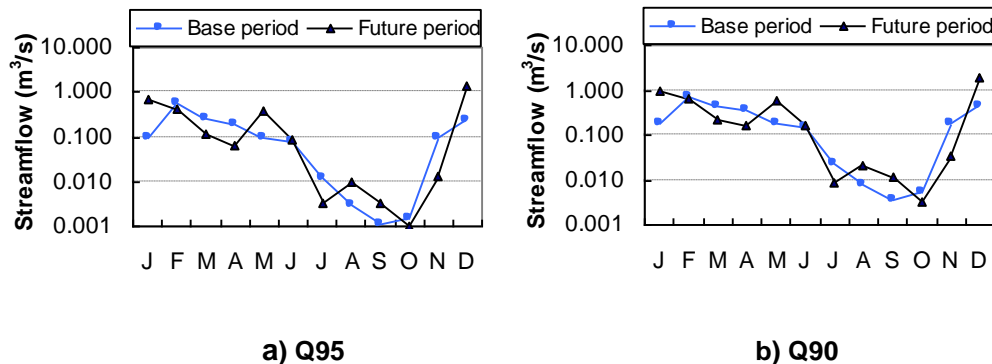 Base period Future period
Streamflow (m³/s)
10.000
1.000
0.100
0.010
0.001
J F M A M J J A S O N D
a) Q95
Base period Future period
Streamflow (m³/s)
10.000
1.000
0.100
0.010
0.001
J F M A M J J A S O N D
b) Q90